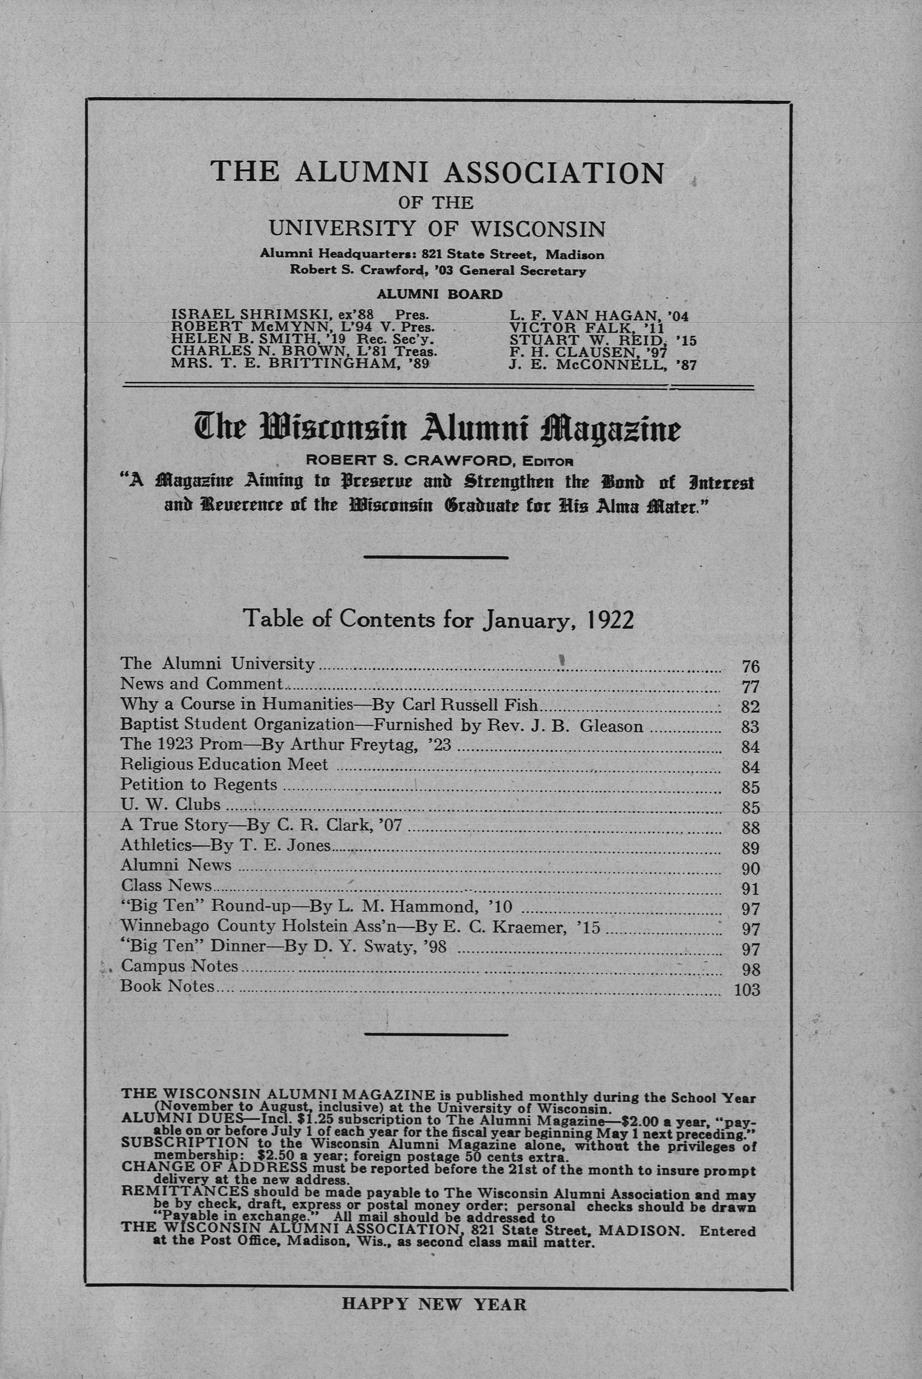 THE ALUMNI ASSOCIATION
OF THE
UNIVERSITY OF WISCONSIN
Alumni Headquarters: 821 State Street, Madison
Robert S. Crawford, '03 General Secretary
ALUMNI BOARD
ISRAEL SHRIMSKI, ex'88 Pres.
ROBERT McMYNN, L'94 V. Pres.
HELEN B. SMITH, '19 Rec. Sec'y.
CHARLES N. BROWN, L'81 Treas.
MRS. T. E. BRITTINGHAM, '89
L. F. VAN HAGAN, '04
VICTOR FALK, '11
STUART W. REID, '15
F. H. CLAUSEN, '97
J. E. McCONNELL, '87
The Wisconsin Alumni Magazine
ROBERT S. CRAWFORD, EDITOR
"A Magazine Aiming to Preserve and Strengthen the Bond of Interest
and Reverence of the Wisconsin Graduate for His Alma Mater."
Table of Contents for January, 1922
The Alumni University 76
News and Comment 77
Why a Course in Humanities—By Carl Russell Fish 82
Baptist Student Organization—Furnished by Rev. J. B. Gleason 83
The 1923 Prom—By Arthur Freytag, '23 84
Religious Education Meet 84
Petition to Regents 85
U. W. Clubs 85
A True Story—By C. R. Clark, '07 88
Athletics—By T. E. Jones 89
Alumni News 90
Class News 91
"Big Ten" Round-up—By L. M. Hammond, '10 97
Winnebago County Holstein Ass'n—By E. C. Kraemer, '15 97
"Big Ten" Dinner—By D. Y. Swaty, '98 97
Campus Notes 98
Book Notes 103
THE WISCONSIN ALUMNI MAGAZINE is published monthly during the School Year
(November to August, inclusive) at the University of Wisconsin.
ALUMNI DUES—Incl. $1.25 subscription to The Alumni Magazine—$2.00 a year, "pay-
able on or before July 1 of each year for the fiscal year beginning May 1 next preceding."
SUBSCRIPTION to the Wisconsin Alumni Magazine alone, without the privileges of
membership: $2.50 a year; foreign postage 50 cents extra.
CHANGE OF ADDRESS must be reported before the 21st of the month to insure prompt
delivery at the new address.
REMITTANCES should be made payable to The Wisconsin Alumni Association and may
be by check, draft, express or postal money order; personal checks should be drawn
"Payable in exchange." All mail should be addressed to
THE WISCONSIN ALUMNI ASSOCIATION, 821 State Street, MADISON. Entered
at the Post Office, Madison, Wis., as second class mail matter.
HAPPY NEW YEAR